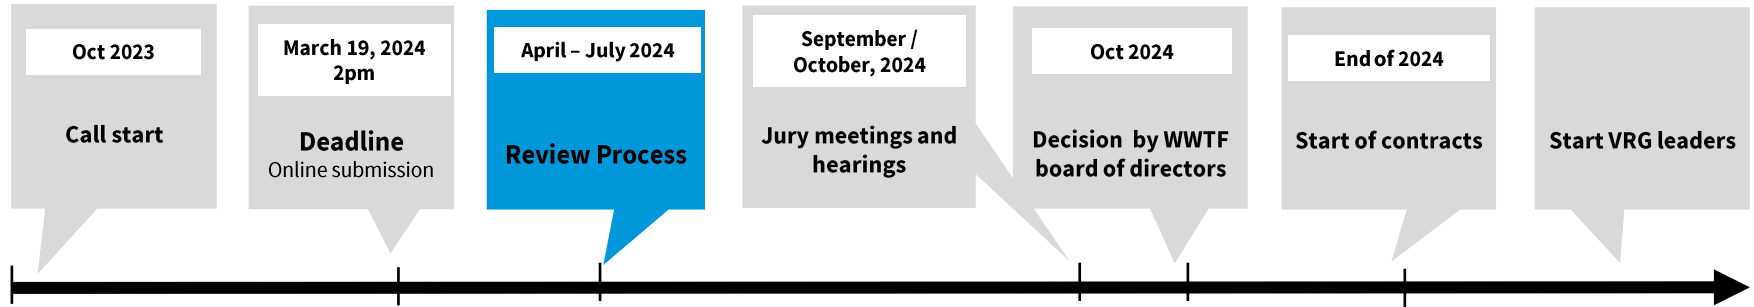 Oct 2023
Call start
March 19, 2024
2pm
Deadline
Online submission
April – July 2024
Review Process
September /
October, 2024
Jury meetings and
hearings
Oct 2024
Decision by WWTF
board of directors
End of 2024
Start of contracts
Start VRG leaders